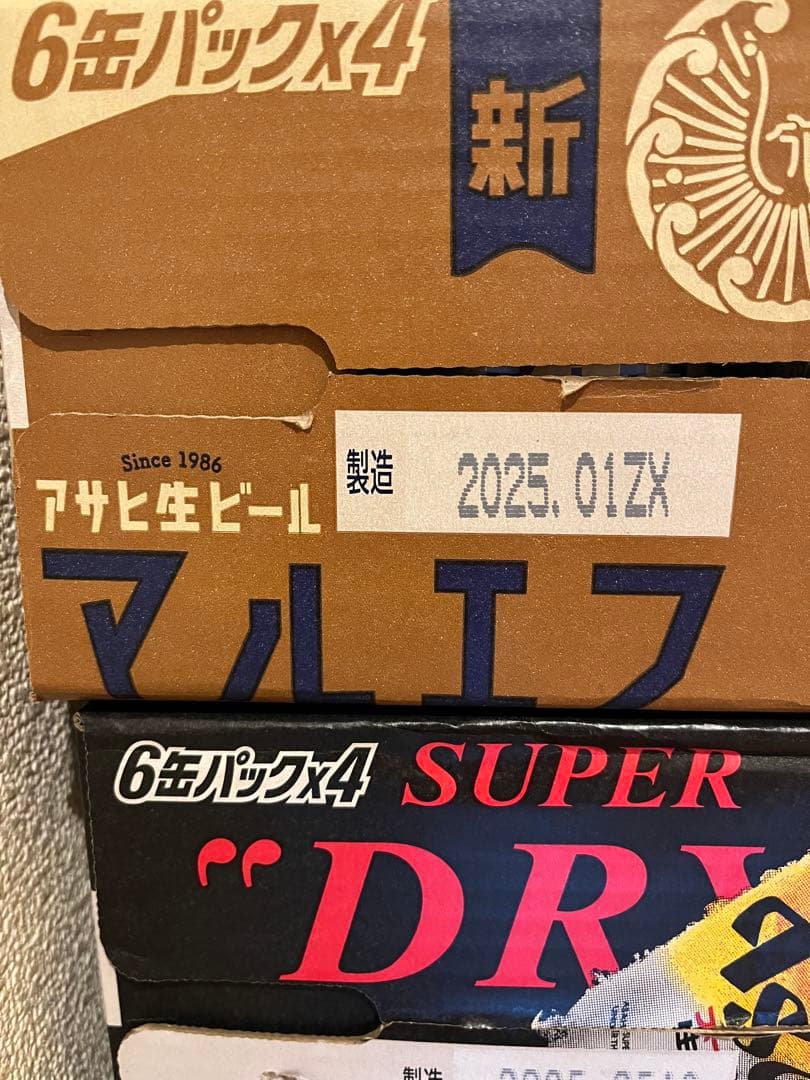 6缶パックx4
新
Since 1986
アサヒ生ビール
製造 2025.01ZX
マルエフ
6缶パックx4 SUPER
“DRY
製造